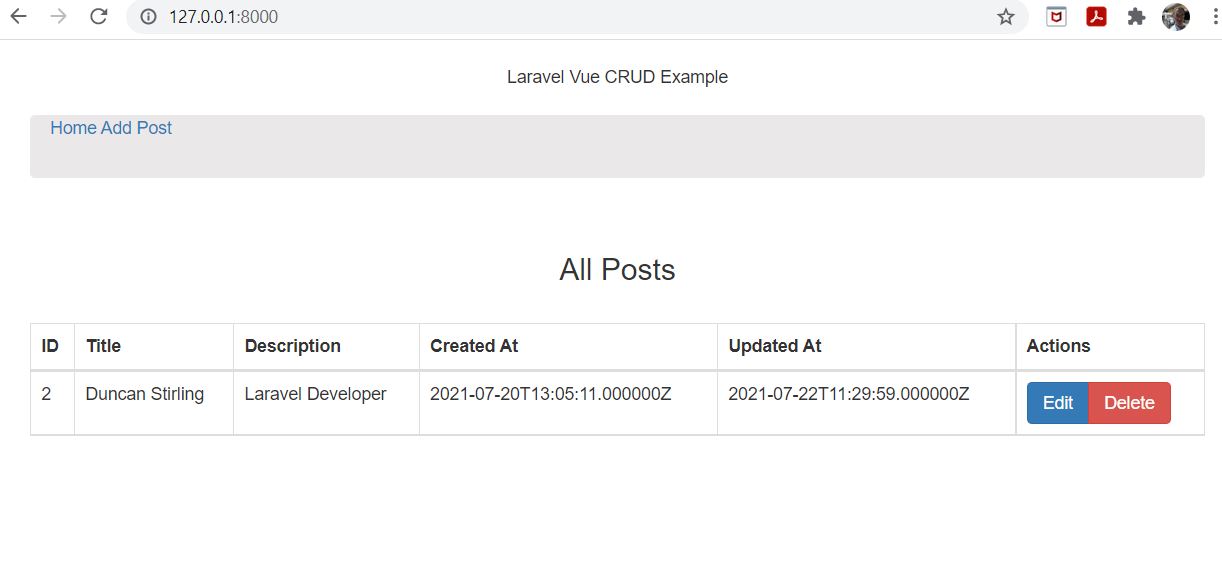 127.0.0.1:8000
Laravel Vue CRUD Example
Home Add Post
All Posts
ID Title Description Created At Updated At Actions
2 Duncan Stirling Laravel Developer 2021-07-20T13:05:11.000000Z 2021-07-22T11:29:59.000000Z Edit Delete